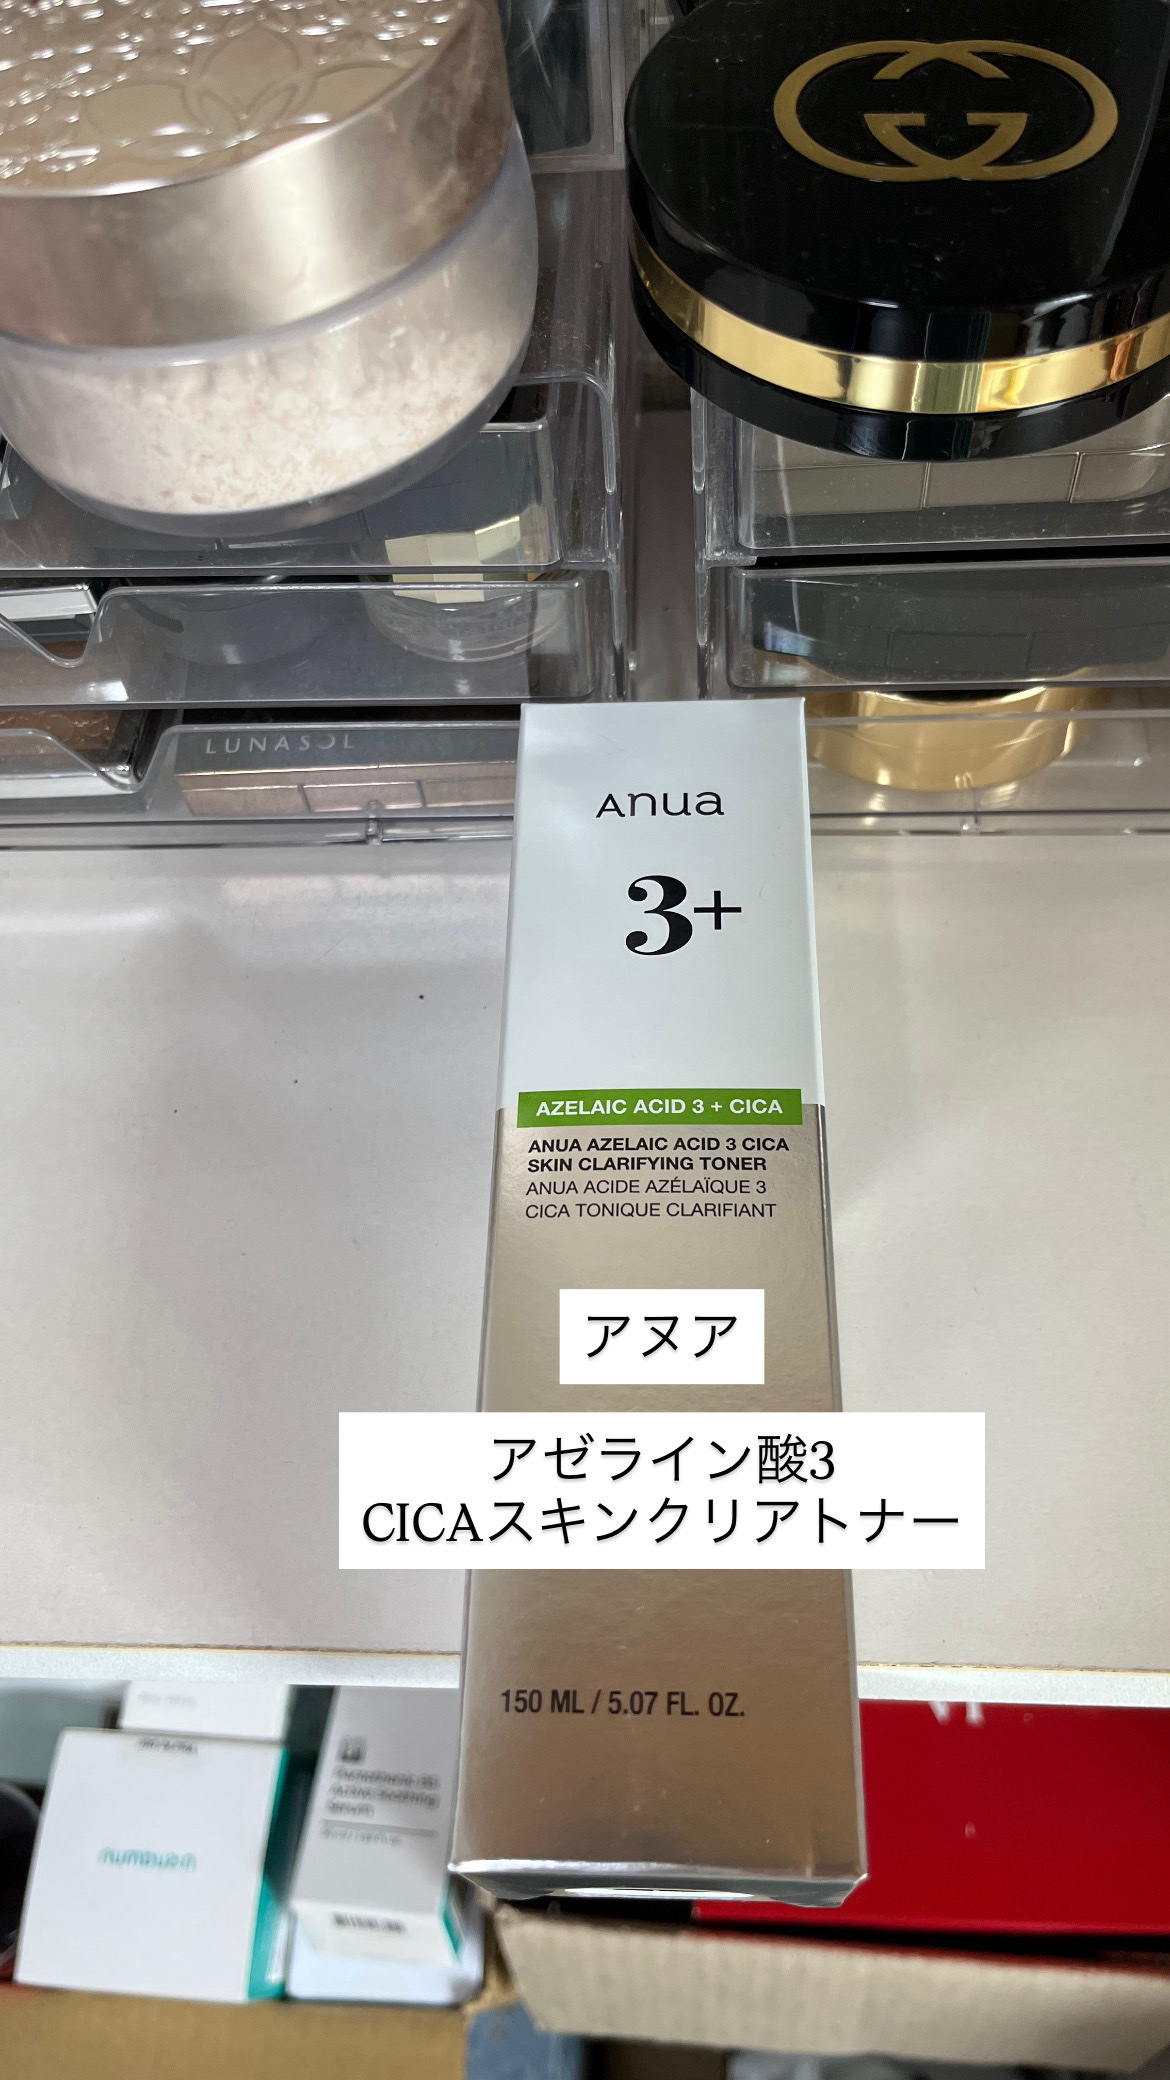 LUNASOL
Anua
3+
AZELAIC ACID 3 + CICA
ANUA AZELAIC ACID 3 CICA
SKIN CLARIFYING TONER
ANUA ACIDE AZÉLAÏQUE 3
CICA TONIQUE CLARIFIANT
アヌア
アゼライン酸3
CICAスキンクリアトナー
150 ML / 5.07 FL. OZ.
numbuzin